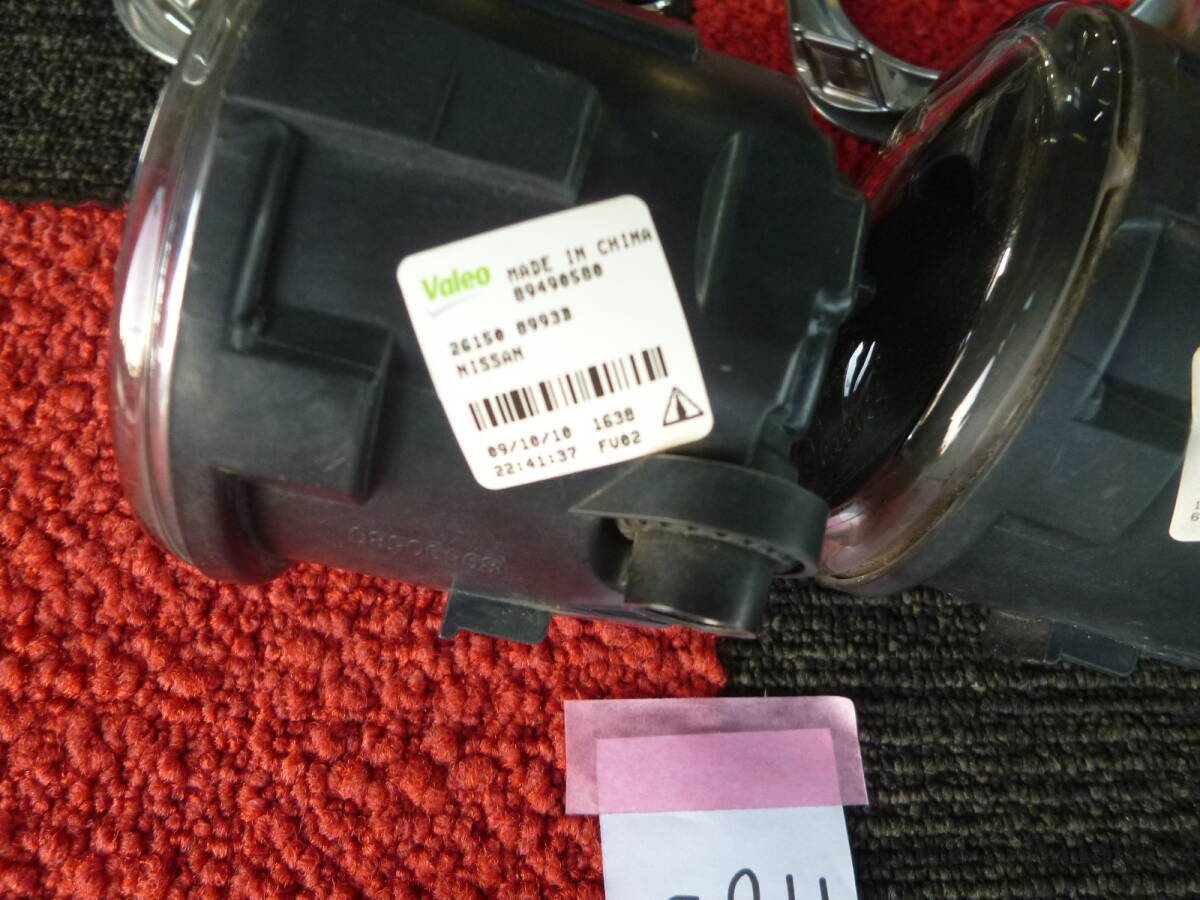 Valeo MADE IN CHINA
89490580
26150 8993B
NISSAN
09/10/10 1638
22:41:37 FV02